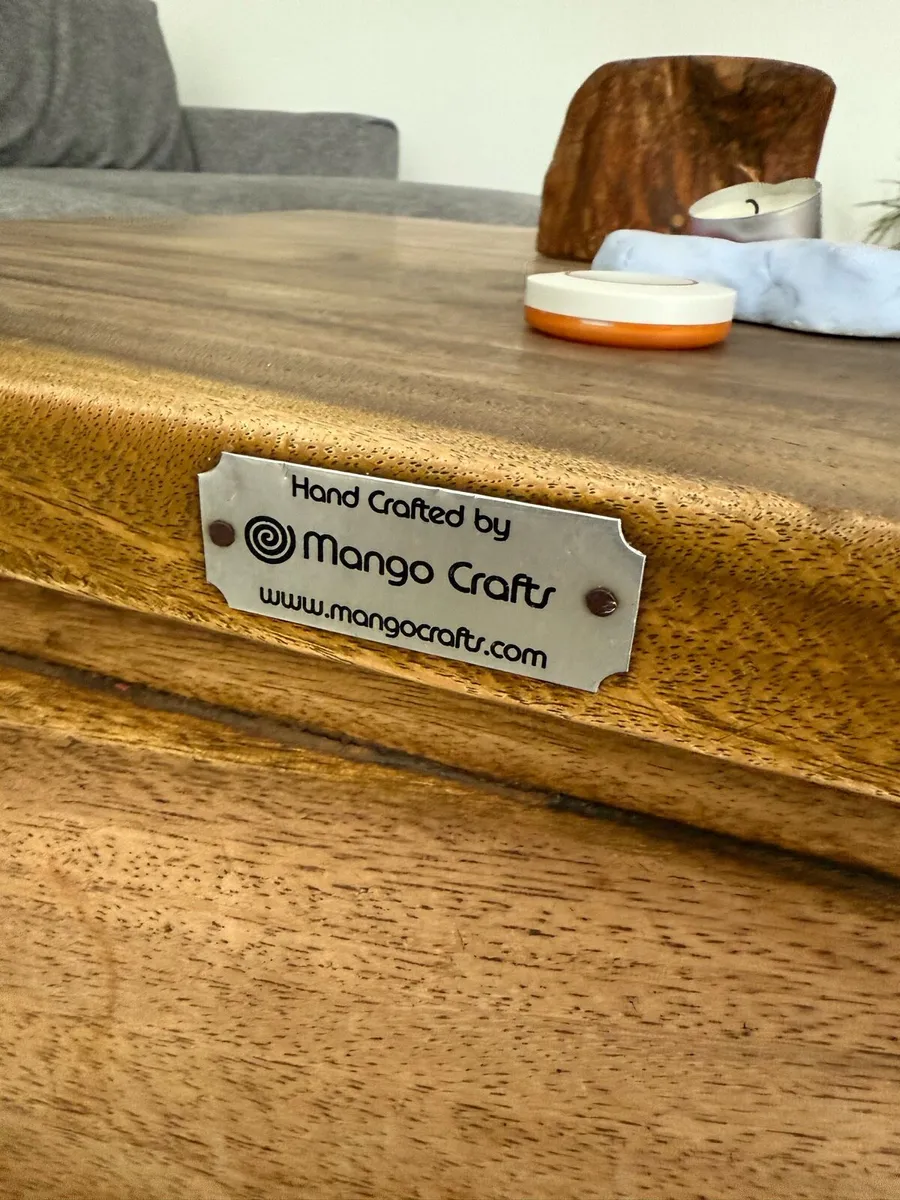 Hand Crafted by
Mango Crafts
www.mangocrafts.com